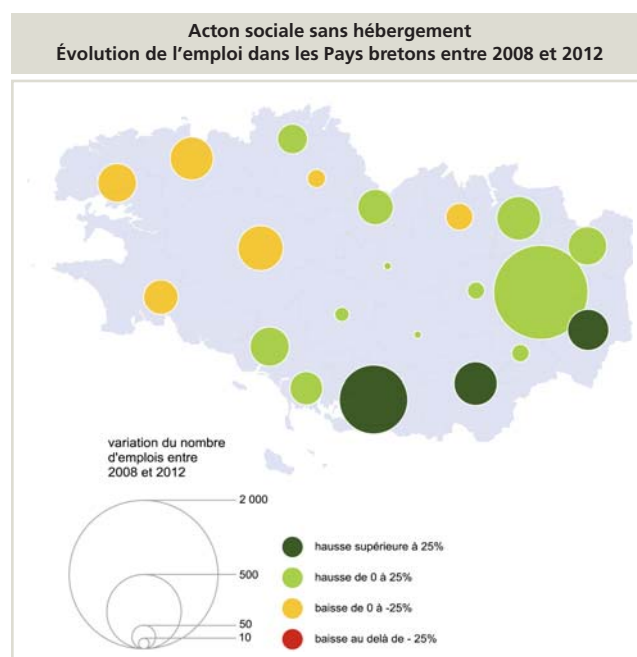 Acton sociale sans hébergement
Évolution de l'emploi dans les Pays bretons entre 2008 et 2012
variation du nombre
d'emplois entre
2008 et 2012
2 000
500
50
10
hausse supérieure à 25%
hausse de 0 à 25%
baisse de 0 à -25%
baisse au delà de - 25%